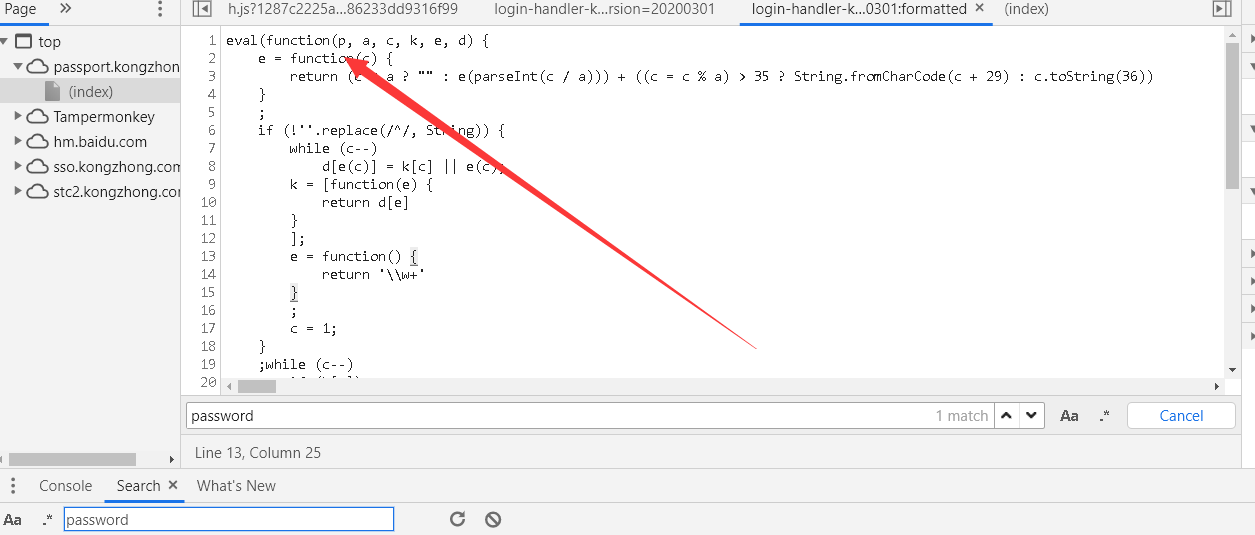 Page
h.js?1287c2225a...86233dd9316f99
login-handler-k...rsion=20200301
login-handler-k...0301:formatted
(index)
top
passport.kongzhon
(index)
Tampermonkey
hm.baidu.com
sso.kongzhong.com
stc2.kongzhong.co
1 eval(function(p, a, c, k, e, d) {
2 e = function(c) {
3 return (c a ? "" : e(parseInt(c / a))) + ((c = c % a) > 35 ? String.fromCharCode(c + 29) : c.toString(36))
4 }
5 ;
6 if (!''.replace(/^/, String)) {
7 while (c--)
8 d[e(c)] = k[c] || e(c);
9 k = [function(e) {
10 return d[e]
11 }
12 ];
13 e = function() {
14 return '\\w+'
15 }
16 ;
17 c = 1;
18 }
19 ;while (c--)
20
password
1 match
Aa
.*
Cancel
Line 13, Column 25
Console
Search
What's New
Aa
.*
password